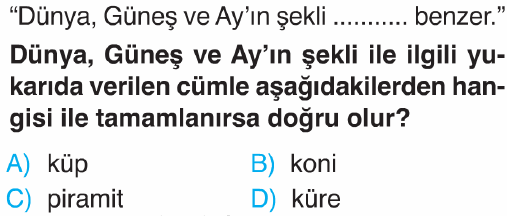 “Dünya, Güneş ve Ay’ın şekli ........... benzer.”
Dünya, Güneş ve Ay’ın şekli ile ilgili yu-
karıda verilen cümle aşağıdakilerden han-
gisi ile tamamlanırsa doğru olur?
A) küp B) koni
C) piramit D) küre